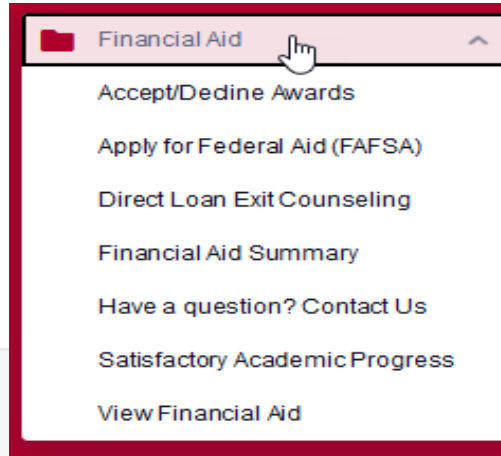 Financial Aid
Accept/Decline Awards
Apply for Federal Aid (FAFSA)
Direct Loan Exit Counseling
Financial Aid Summary
Have a question? Contact Us
Satisfactory Academic Progress
View Financial Aid